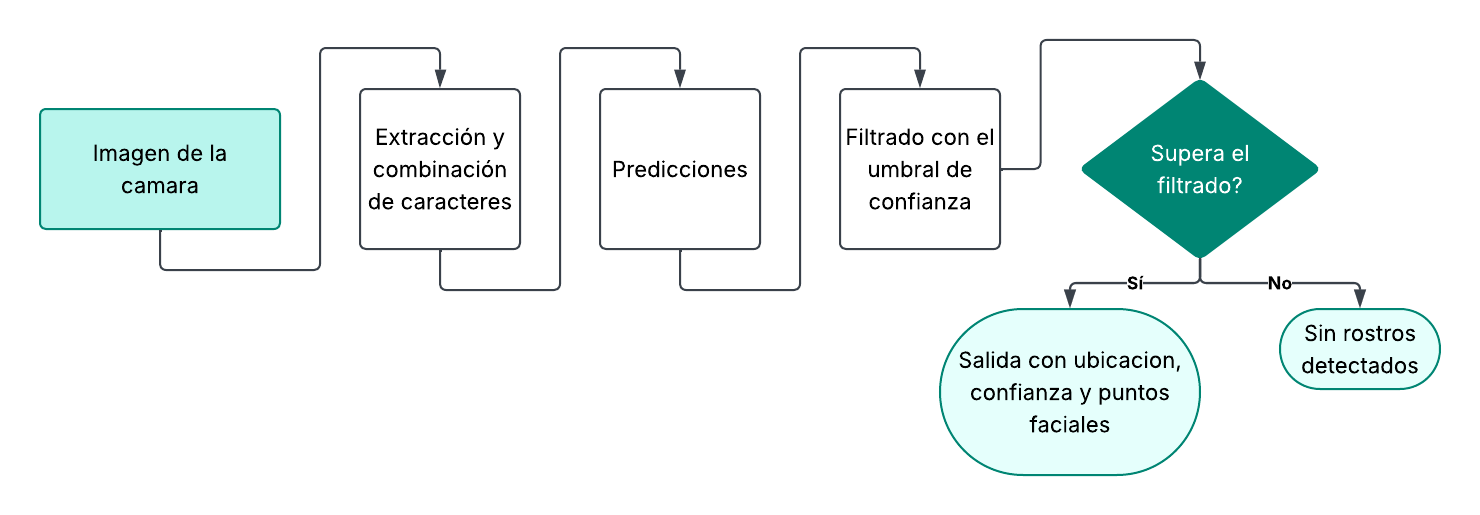 Imagen de la
camara
Extracción y
combinación
de caracteres
Predicciones
Filtrado con el
umbral de
confianza
Supera el
filtrado?
Sí
No
Salida con ubicacion,
confianza y puntos
faciales
Sin rostros
detectados